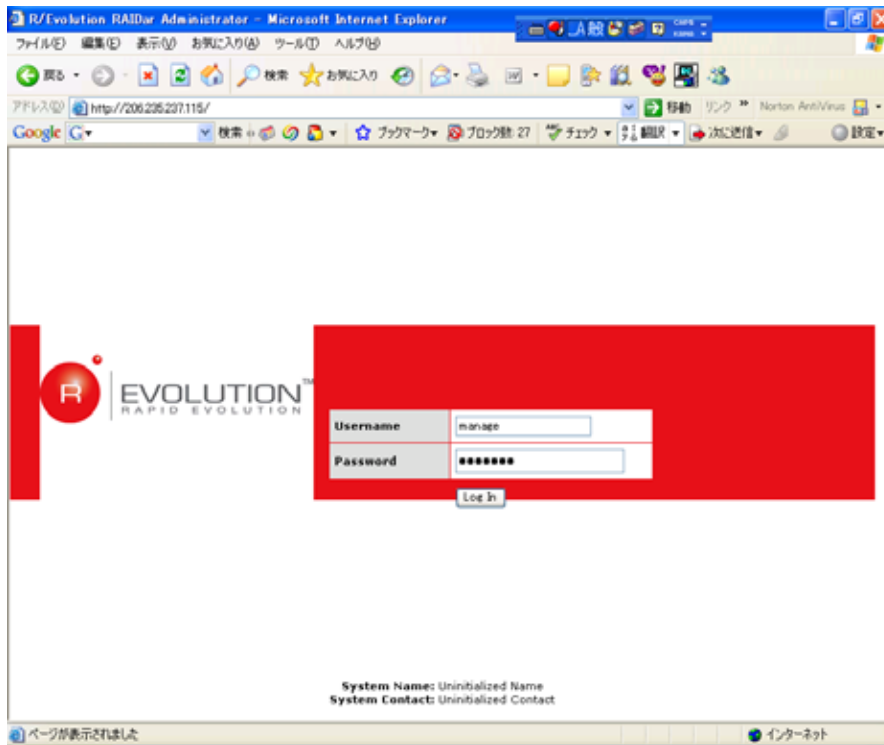 R/Evolution RAIDar Administrator - Microsoft Internet Explorer
A 般 CAPS KANA
ファイル(F) 編集(E) 表示(V) お気に入り(A) ツール(T) ヘルプ(H)
戻る 検索 お気に入り
アドレス(D) http://206.235.237.115/ 移動 リンク » Norton AntiVirus
Google G 検索 ブックマーク ブロック数: 27 チェック 翻訳 次に送信 設定
R EVOLUTION™
RAPID EVOLUTION
Username manage
Password ●●●●●●●
Log In
System Name: Uninitialized Name
System Contact: Uninitialized Contact
ページが表示されました インターネット